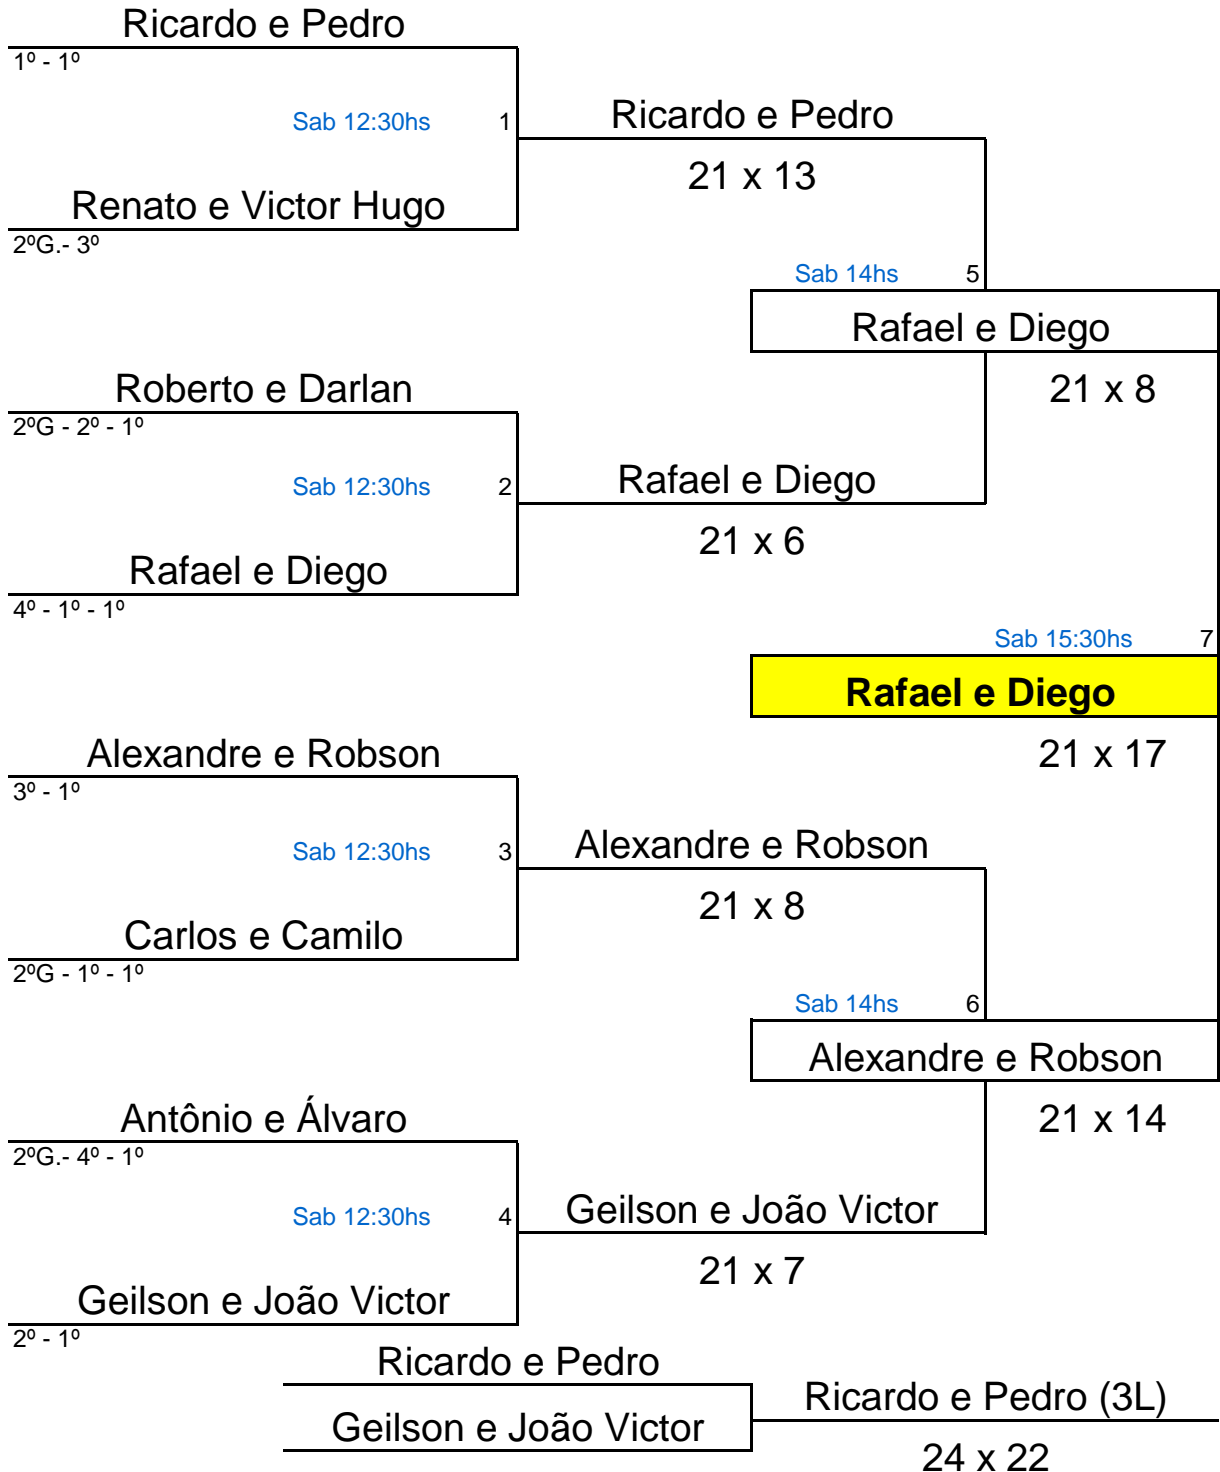 Ricardo e Pedro
1º - 1º
Sab 12:30hs 1
Ricardo e Pedro
21 x 13
Renato e Victor Hugo
2ºG.- 3º
Sab 14hs 5
Rafael e Diego
21 x 8
Roberto e Darlan
2ºG - 2º - 1º
Sab 12:30hs 2
Rafael e Diego
21 x 6
Rafael e Diego
4º - 1º - 1º
Sab 15:30hs 7
Rafael e Diego
21 x 17
Alexandre e Robson
3º - 1º
Sab 12:30hs 3
Alexandre e Robson
21 x 8
Carlos e Camilo
2ºG - 1º - 1º
Sab 14hs 6
Alexandre e Robson
21 x 14
Antônio e Álvaro
2ºG.- 4º - 1º
Sab 12:30hs 4
Geilson e João Victor
21 x 7
Geilson e João Victor
2º - 1º
Ricardo e Pedro
Geilson e João Victor
Ricardo e Pedro (3L)
24 x 22